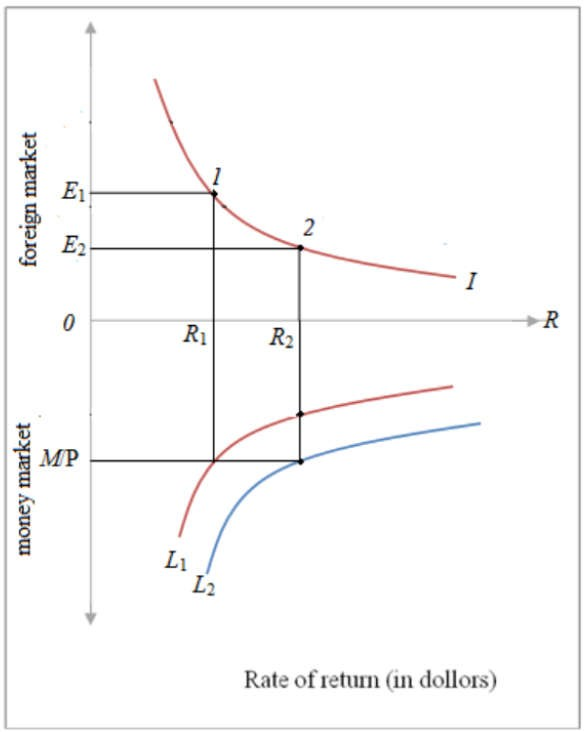 foreign market
1
E1
2
E2
I
0
R1
R2
R
money market
M/P
L1
L2
Rate of return (in dollors)